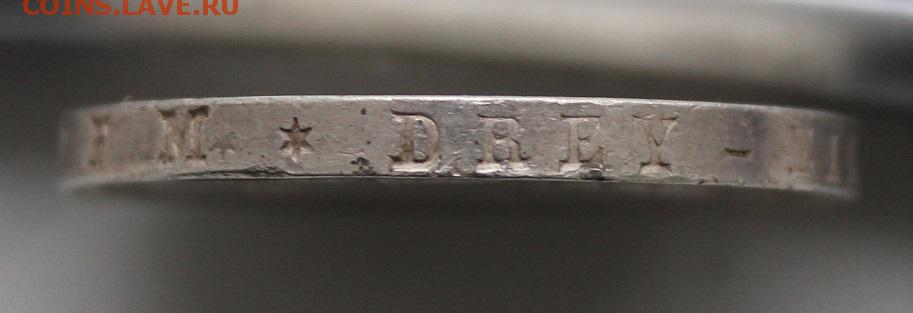 COINS.LAVE.RU
M * DREY -